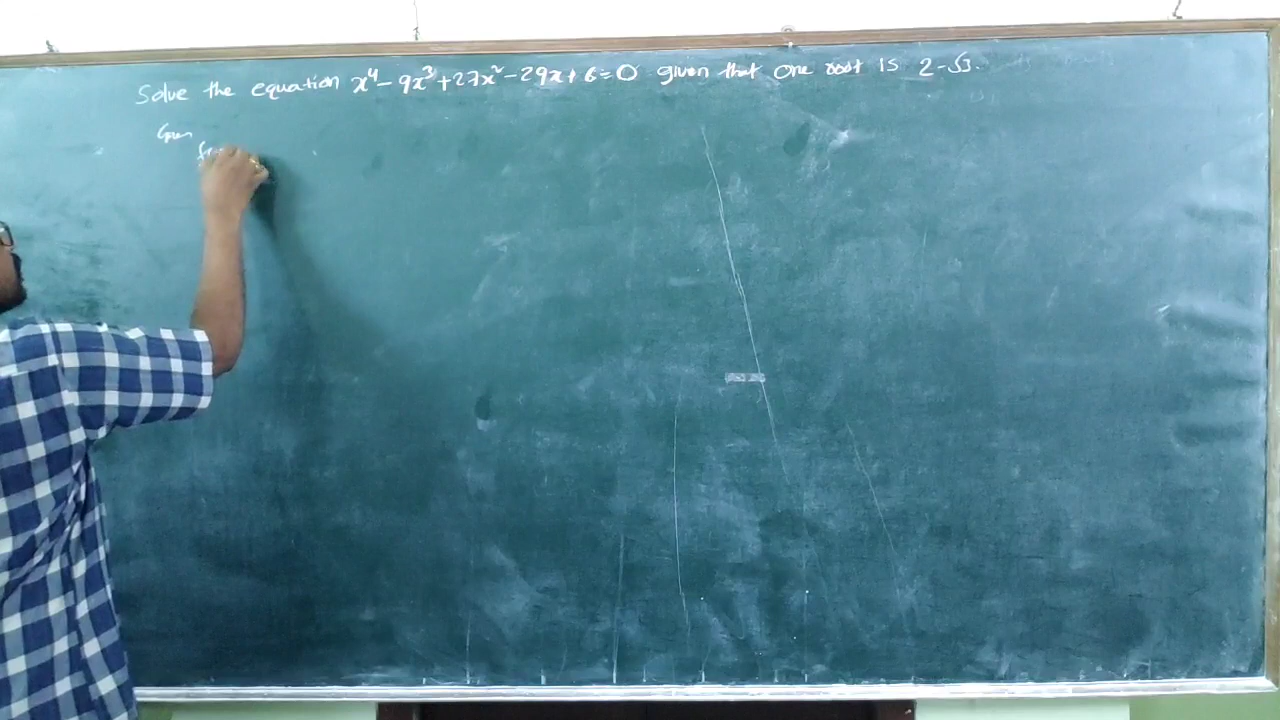 Solve the equation x⁴ - 9x³ + 27x² - 29x + 6 = 0 given that one root is 2-√3.
Given